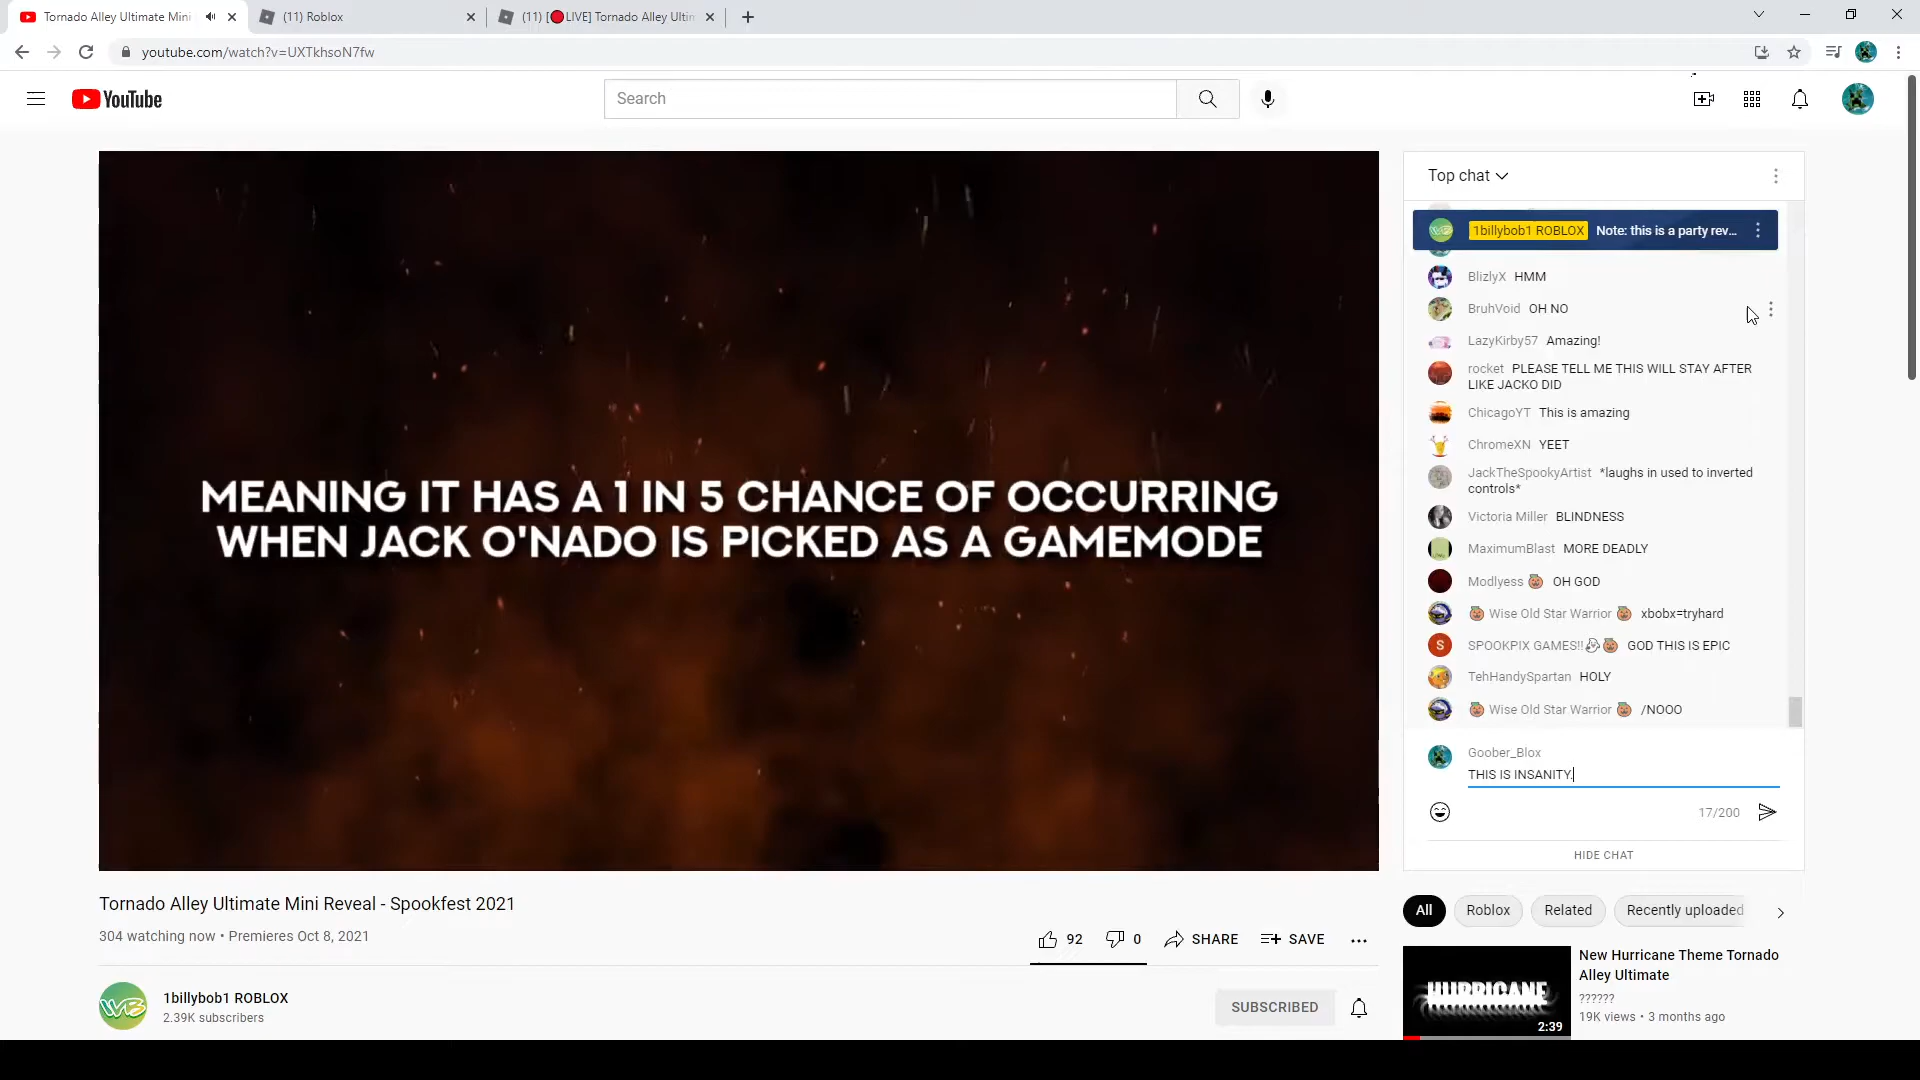 Tornado Alley Ultimate Mini
(11) Roblox
(11) [🔴LIVE] Tornado Alley Ultim
youtube.com/watch?v=UXTkhsoN7fw
YouTube
Search
MEANING IT HAS A 1 IN 5 CHANCE OF OCCURRING
WHEN JACK O'NADO IS PICKED AS A GAMEMODE
Top chat
1billybob1 ROBLOX Note: this is a party rev...
BlizlyX HMM
BruhVoid OH NO
LazyKirby57 Amazing!
rocket PLEASE TELL ME THIS WILL STAY AFTER
LIKE JACKO DID
ChicagoYT This is amazing
ChromeXN YEET
JackTheSpookyArtist *laughs in used to inverted
controls*
Victoria Miller BLINDNESS
MaximumBlast MORE DEADLY
Modlyess 🎃 OH GOD
🎃 Wise Old Star Warrior 🎃 xbobx=tryhard
S SPOOKPIX GAMES!!👻🎃 GOD THIS IS EPIC
TehHandySpartan HOLY
🎃 Wise Old Star Warrior 🎃 /NOOO
Goober_Blox
THIS IS INSANITY.
17/200
HIDE CHAT
Tornado Alley Ultimate Mini Reveal - Spookfest 2021
304 watching now • Premieres Oct 8, 2021
92
0
SHARE
SAVE
WB
1billybob1 ROBLOX
2.39K subscribers
SUBSCRIBED
All
Roblox
Related
Recently uploaded
HURRICANE
2:39
New Hurricane Theme Tornado
Alley Ultimate
??????
19K views • 3 months ago